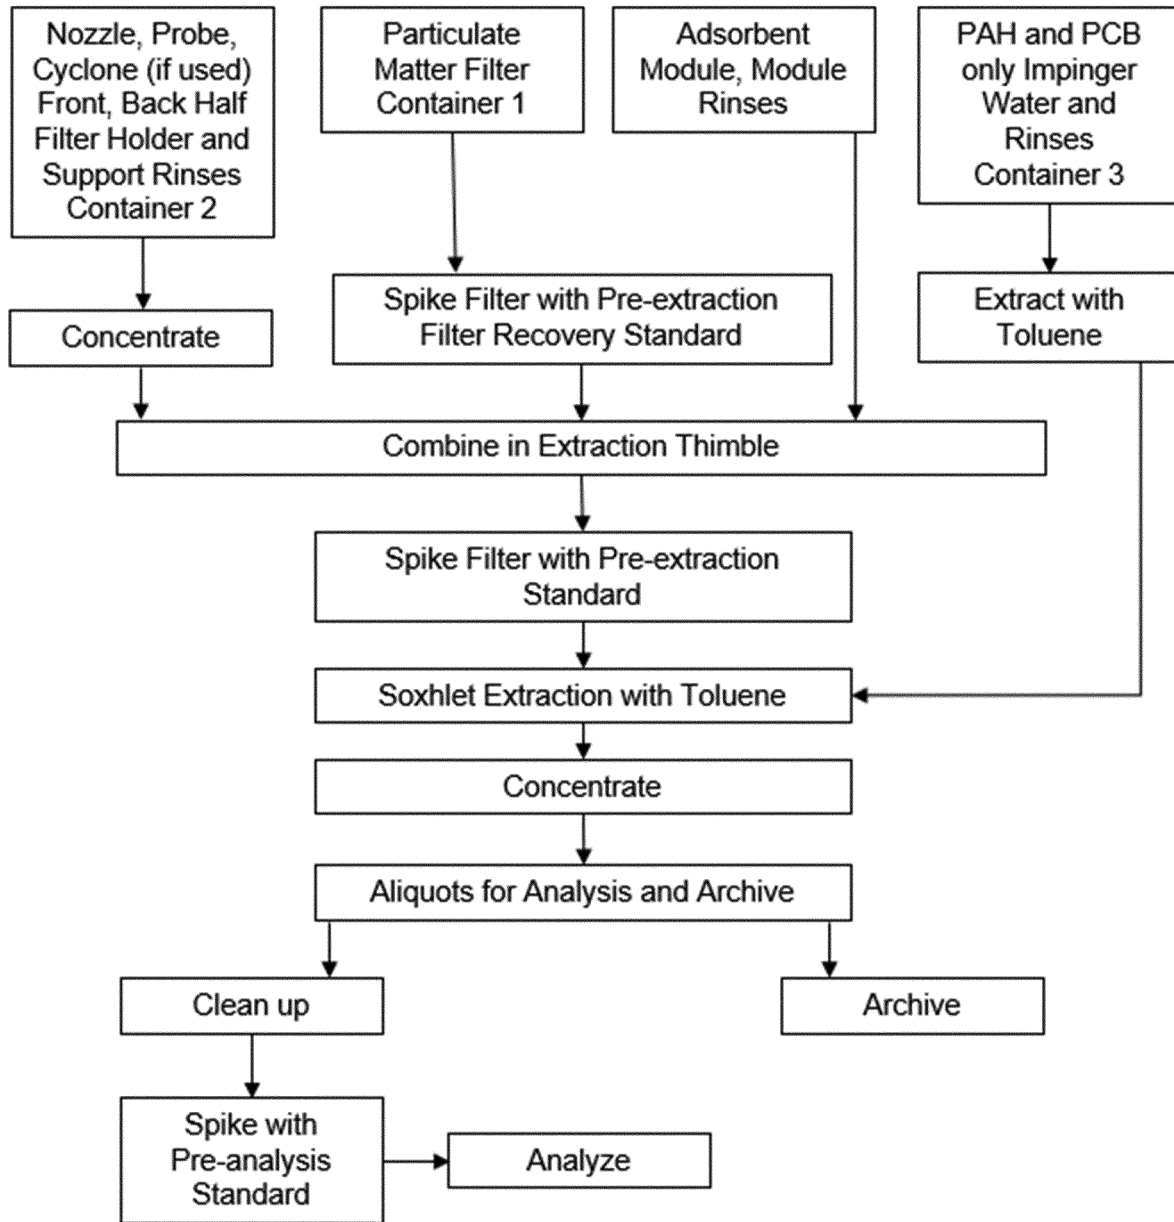 Nozzle, Probe,
Cyclone (if used)
Front, Back Half
Filter Holder and
Support Rinses
Container 2
Particulate
Matter Filter
Container 1
Adsorbent
Module, Module
Rinses
PAH and PCB
only Impinger
Water and
Rinses
Container 3
Concentrate
Spike Filter with Pre-extraction
Filter Recovery Standard
Extract with
Toluene
Combine in Extraction Thimble
Spike Filter with Pre-extraction
Standard
Soxhlet Extraction with Toluene
Concentrate
Aliquots for Analysis and Archive
Clean up
Archive
Spike with
Pre-analysis
Standard
Analyze